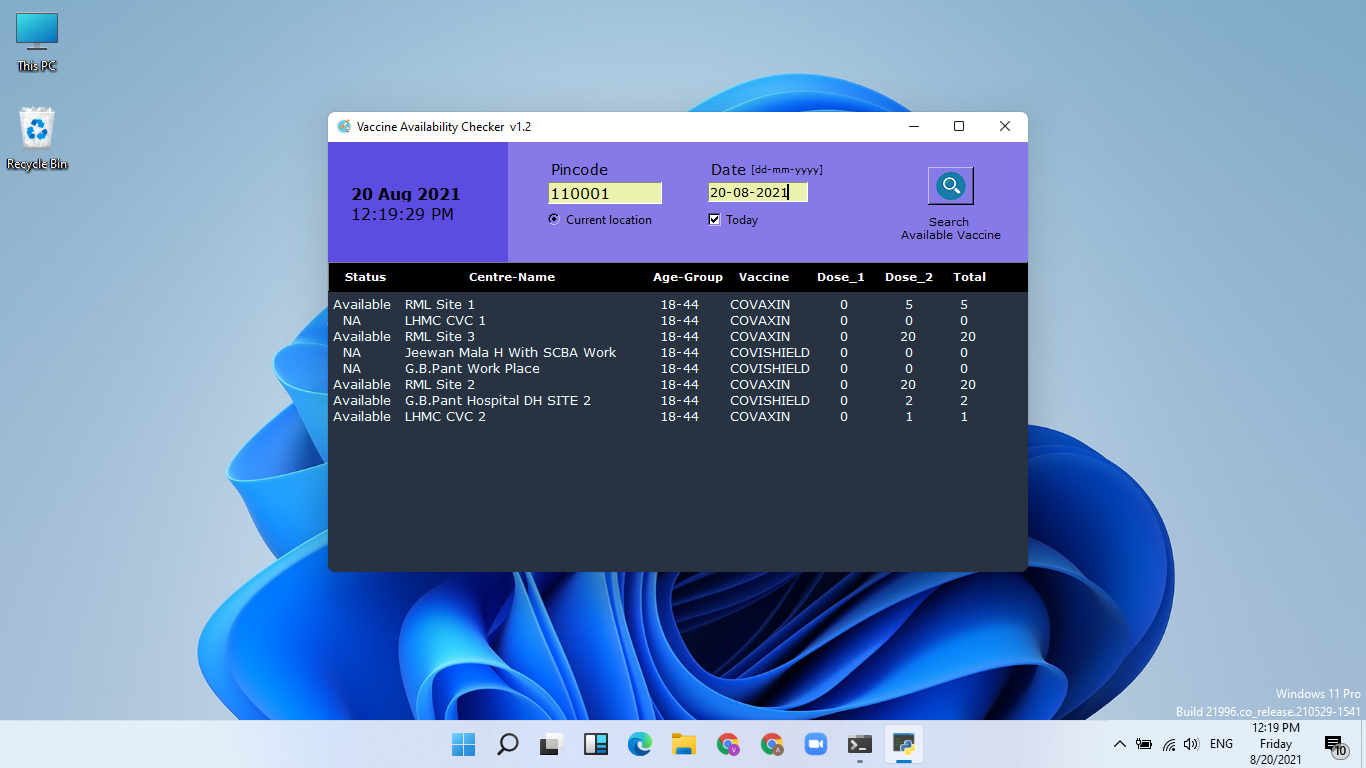 This PC
Recycle Bin
Vaccine Availability Checker v1.2
20 Aug 2021
12:19:29 PM
Pincode
110001
Current location
Date [dd-mm-yyyy]
20-08-2021
Today
Search
Available Vaccine
Status Centre-Name Age-Group Vaccine Dose_1 Dose_2 Total
Available RML Site 1 18-44 COVAXIN 0 5 5
NA LHMC CVC 1 18-44 COVAXIN 0 0 0
Available RML Site 3 18-44 COVAXIN 0 20 20
NA Jeewan Mala H With SCBA Work 18-44 COVISHIELD 0 0 0
NA G.B.Pant Work Place 18-44 COVISHIELD 0 0 0
Available RML Site 2 18-44 COVAXIN 0 20 20
Available G.B.Pant Hospital DH SITE 2 18-44 COVISHIELD 0 2 2
Available LHMC CVC 2 18-44 COVAXIN 0 1 1
Windows 11 Pro
Build 21996.co_release.210529-1541
V
A
ENG
12:19 PM
Friday
8/20/2021
10